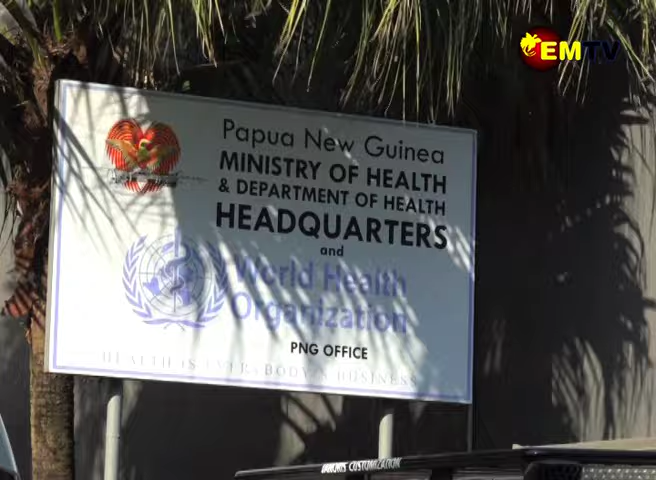 EMTV
Papua New Guinea
MINISTRY OF HEALTH
& DEPARTMENT OF HEALTH
HEADQUARTERS
and
World Health
Organization
PNG OFFICE
HEALTH IS EVERYBODY'S BUSINESS
CUSTOMIZATION